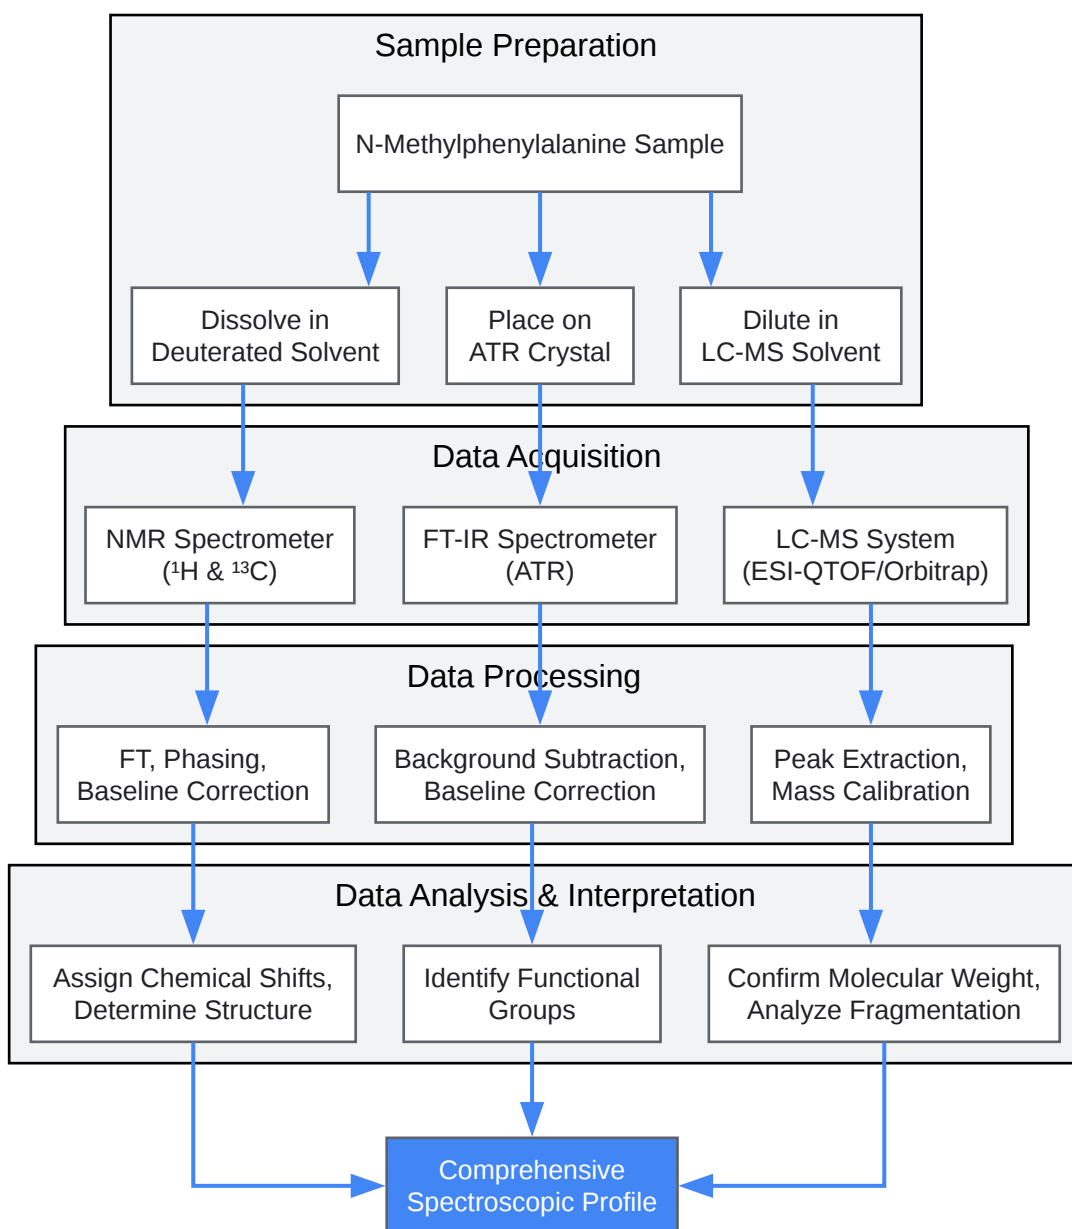 Sample Preparation
N-Methylphenylalanine Sample
Dissolve in
Deuterated Solvent
Place on
ATR Crystal
Dilute in
LC-MS Solvent
Data Acquisition
NMR Spectrometer
(¹H & ¹³C)
FT-IR Spectrometer
(ATR)
LC-MS System
(ESI-QTOF/Orbitrap)
Data Processing
FT, Phasing,
Baseline Correction
Background Subtraction,
Baseline Correction
Peak Extraction,
Mass Calibration
Data Analysis & Interpretation
Assign Chemical Shifts,
Determine Structure
Identify Functional
Groups
Confirm Molecular Weight,
Analyze Fragmentation
Comprehensive
Spectroscopic Profile